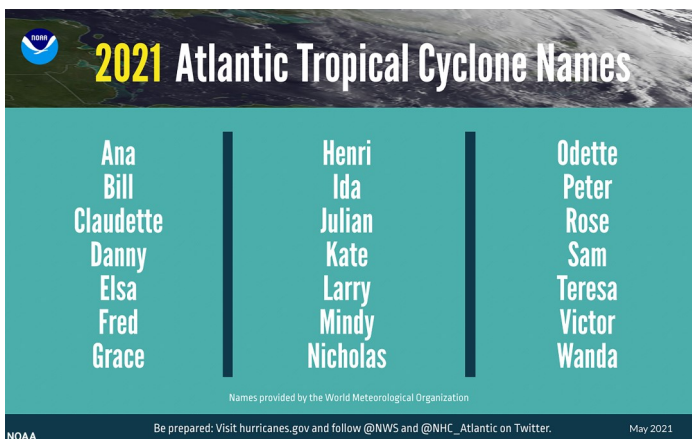 NOAA
2021 Atlantic Tropical Cyclone Names
Ana
Bill
Claudette
Danny
Elsa
Fred
Grace
Henri
Ida
Julian
Kate
Larry
Mindy
Nicholas
Odette
Peter
Rose
Sam
Teresa
Victor
Wanda
Names provided by the World Meteorological Organization
Be prepared: Visit hurricanes.gov and follow @NWS and @NHC_Atlantic on Twitter.
May 2021
NOAA